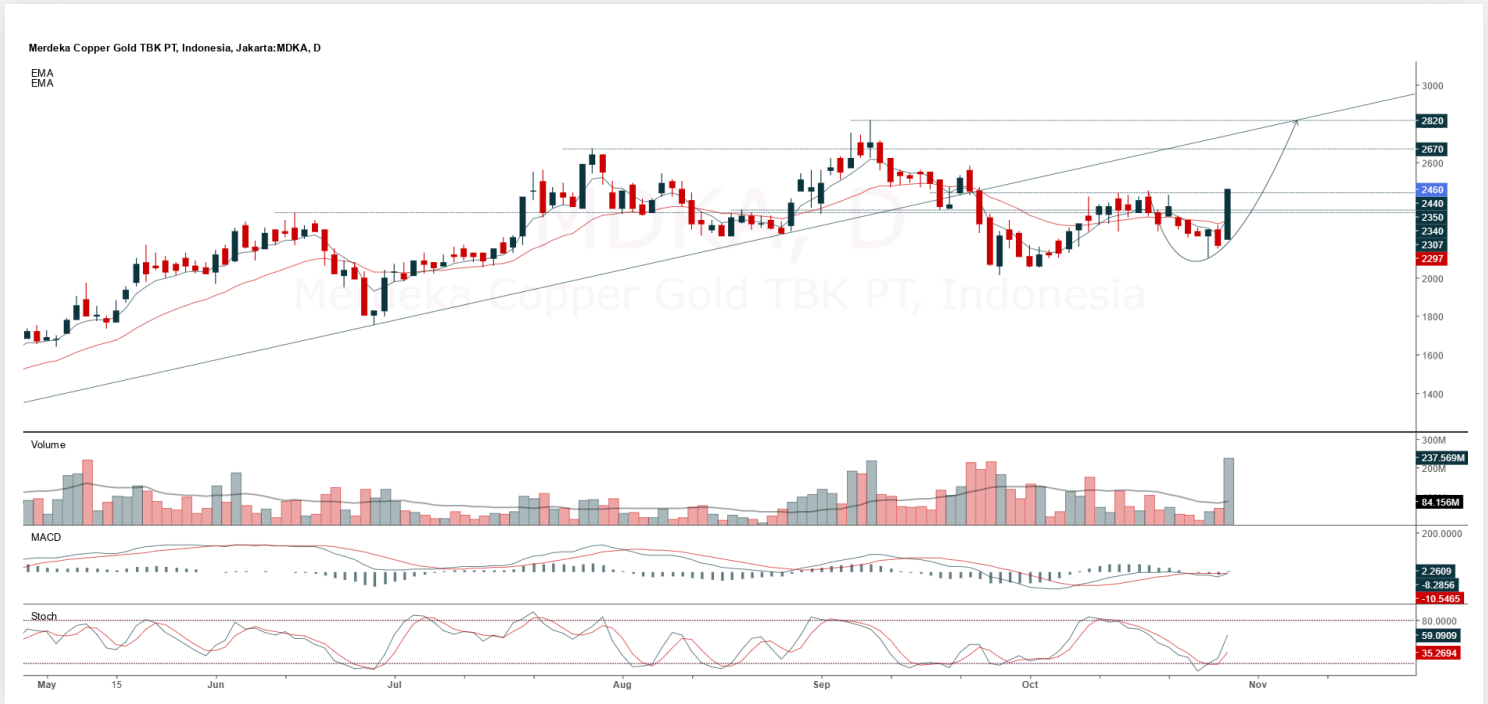 Merdeka Copper Gold TBK PT, Indonesia, Jakarta:MDKA, D
EMA
EMA
MDKA, D
Merdeka Copper Gold TBK PT, Indonesia
3000
2820
2670
2600
2460
2440
2350
2340
2307
2297
2000
1800
1600
1400
Volume
300M
237.569M
200M
84.156M
MACD
200.0000
2.2609
-8.2856
-10.5465
Stoch
80.0000
59.0909
35.2694
May 15 Jun Jul Aug Sep Oct Nov